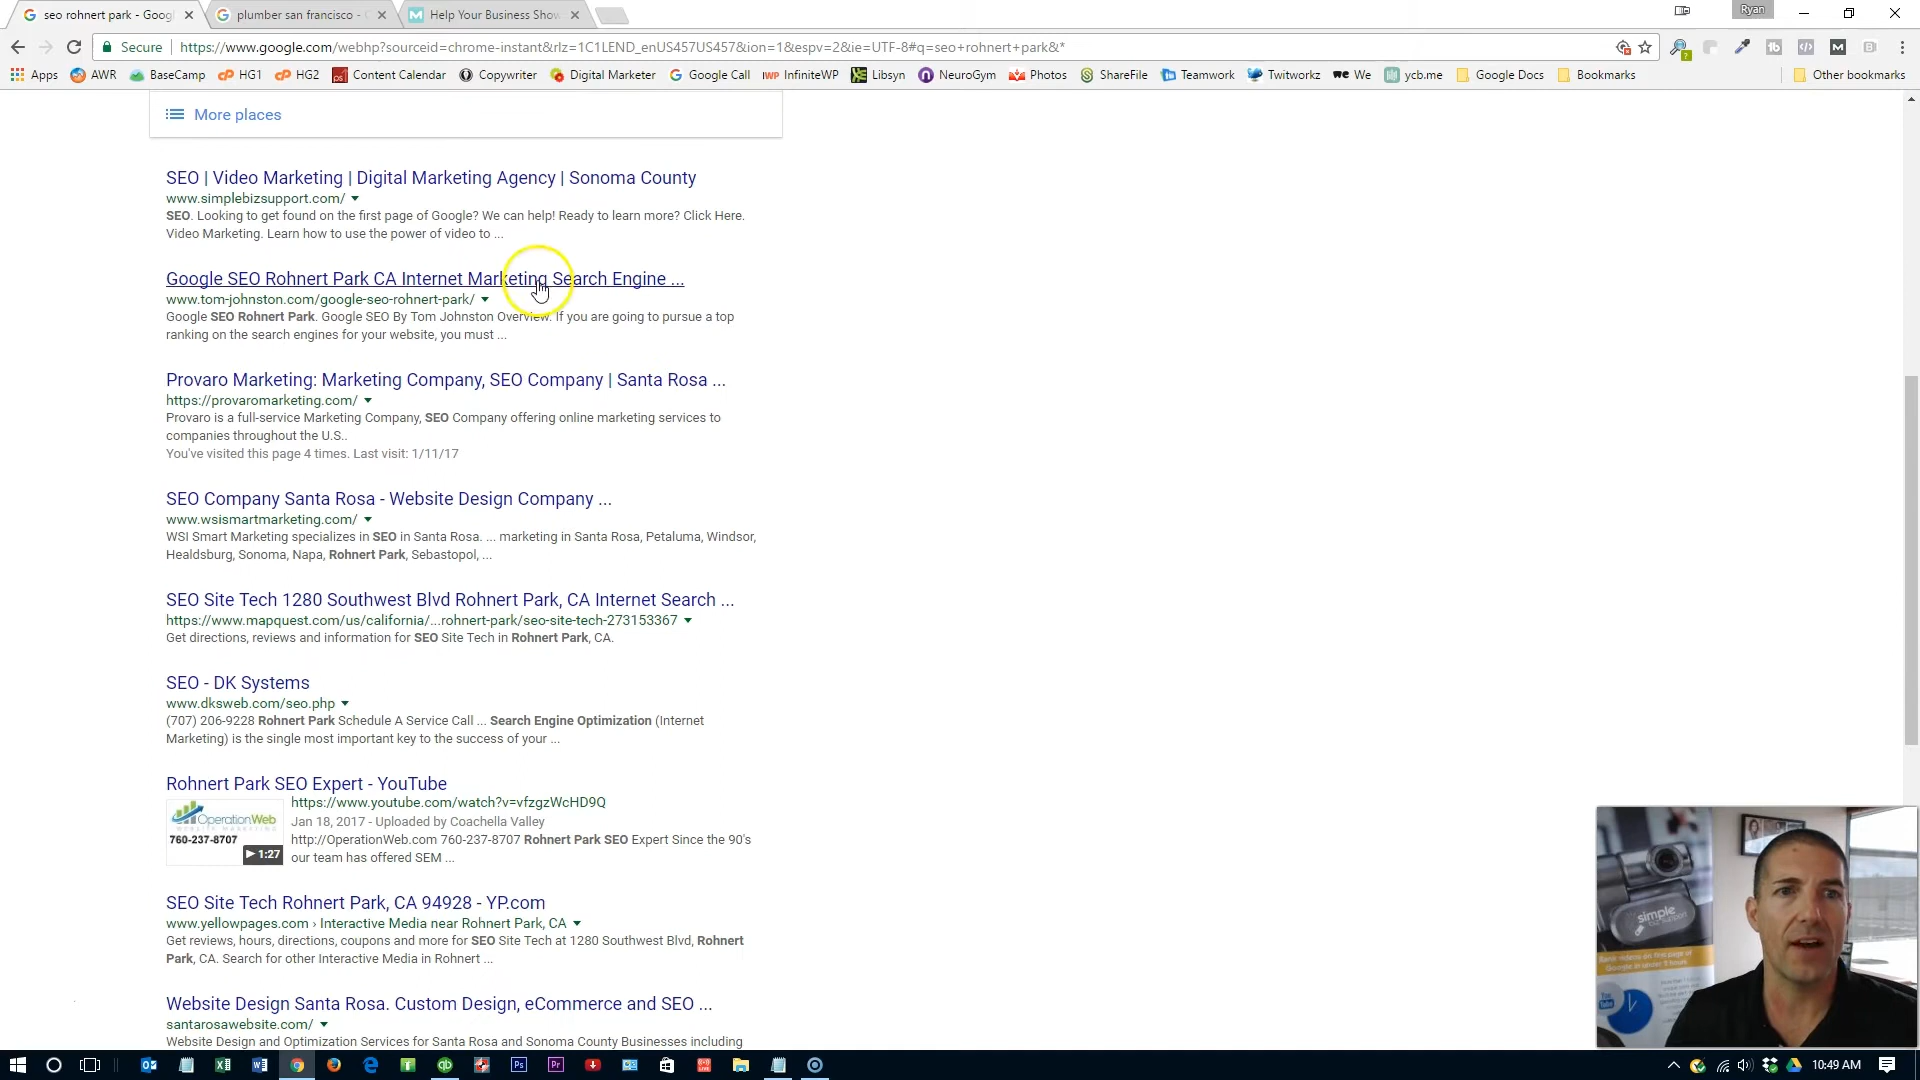 seo rohnert park - Goog
plumber san francisco -
Help Your Business Show
Ryan
Secure
https://www.google.com/webhp?sourceid=chrome-instant&rlz=1C1LEND_enUS457US457&ion=1&espv=2&ie=UTF-8#q=seo+rohnert+park&*
Apps
AWR
BaseCamp
HG1
HG2
Content Calendar
Copywriter
Digital Marketer
Google Call
IWP InfiniteWP
Libsyn
NeuroGym
Photos
ShareFile
Teamwork
Twitworkz
we We
ycb.me
Google Docs
Bookmarks
Other bookmarks
More places
SEO | Video Marketing | Digital Marketing Agency | Sonoma County
www.simplebizsupport.com/
SEO. Looking to get found on the first page of Google? We can help! Ready to learn more? Click Here.
Video Marketing. Learn how to use the power of video to ...
Google SEO Rohnert Park CA Internet Marketing Search Engine ...
www.tom-johnston.com/google-seo-rohnert-park/
Google SEO Rohnert Park. Google SEO By Tom Johnston Overview. If you are going to pursue a top
ranking on the search engines for your website, you must ...
Provaro Marketing: Marketing Company, SEO Company | Santa Rosa ...
https://provaromarketing.com/
Provaro is a full-service Marketing Company, SEO Company offering online marketing services to
companies throughout the U.S..
You've visited this page 4 times. Last visit: 1/11/17
SEO Company Santa Rosa - Website Design Company ...
www.wsismartmarketing.com/
WSI Smart Marketing specializes in SEO in Santa Rosa. ... marketing in Santa Rosa, Petaluma, Windsor,
Healdsburg, Sonoma, Napa, Rohnert Park, Sebastopol, ...
SEO Site Tech 1280 Southwest Blvd Rohnert Park, CA Internet Search ...
https://www.mapquest.com/us/california/...rohnert-park/seo-site-tech-273153367
Get directions, reviews and information for SEO Site Tech in Rohnert Park, CA.
SEO - DK Systems
www.dksweb.com/seo.php
(707) 206-9228 Rohnert Park Schedule A Service Call ... Search Engine Optimization (Internet
Marketing) is the single most important key to the success of your ...
Rohnert Park SEO Expert - YouTube
https://www.youtube.com/watch?v=vfzgzWcHD9Q
Jan 18, 2017 - Uploaded by Coachella Valley
http://OperationWeb.com 760-237-8707 Rohnert Park SEO Expert Since the 90's
our team has offered SEM ...
OperationWeb
WEBSITE MARKETING
760-237-8707
1:27
SEO Site Tech Rohnert Park, CA 94928 - YP.com
www.yellowpages.com › Interactive Media near Rohnert Park, CA
Get reviews, hours, directions, coupons and more for SEO Site Tech at 1280 Southwest Blvd, Rohnert
Park, CA. Search for other Interactive Media in Rohnert ...
Website Design Santa Rosa. Custom Design, eCommerce and SEO ...
santarosawebsite.com/
Website Design and Optimization Services for Santa Rosa and Sonoma County Businesses including
simple
Rank videos on first page of
Google in under 2 hours
You
Tube
10:49 AM